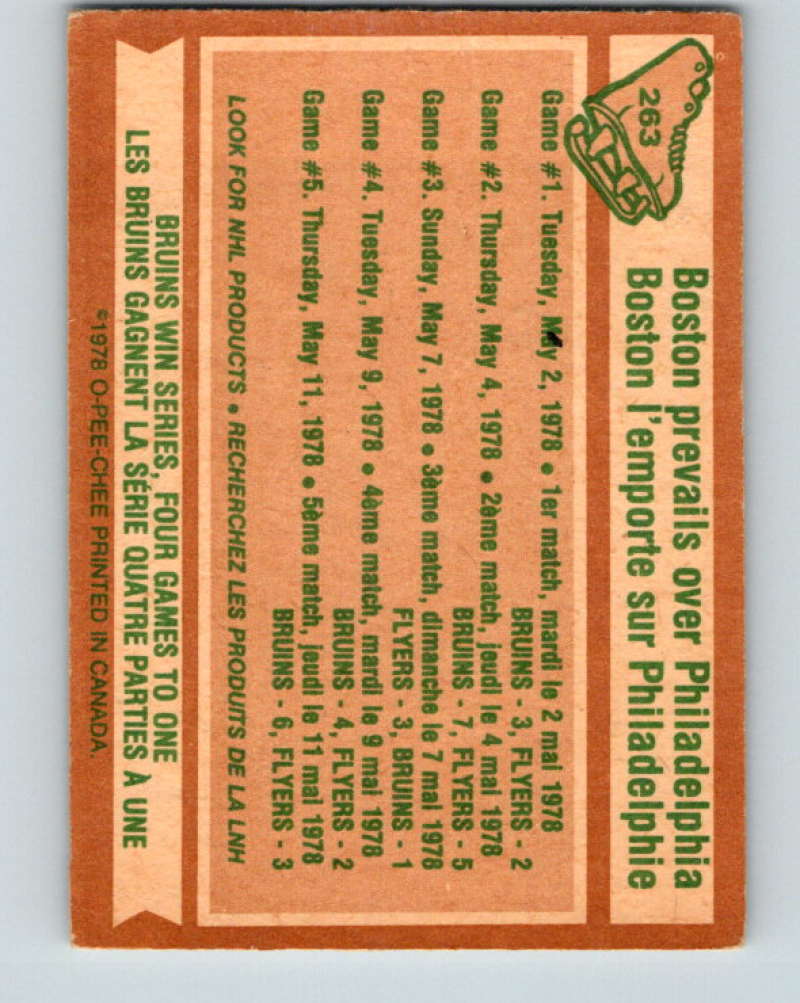 263
Boston prevails over Philadelphia
Boston l'emporte sur Philadelphie
Game #1. Tuesday, May 2, 1978 • 1er match, mardi le 2 mai 1978
BRUINS - 3, FLYERS - 2
Game #2. Thursday, May 4, 1978 • 2ème match, jeudi le 4 mai 1978
BRUINS - 7, FLYERS - 5
Game #3. Sunday, May 7, 1978 • 3ème match, dimanche le 7 mai 1978
FLYERS - 3, BRUINS - 1
Game #4. Tuesday, May 9, 1978 • 4ème match, mardi le 9 mai 1978
BRUINS - 4, FLYERS - 2
Game #5. Thursday, May 11, 1978 • 5ème match, jeudi le 11 mai 1978
BRUINS - 6, FLYERS - 3
LOOK FOR NHL PRODUCTS • RECHERCHEZ LES PRODUITS DE LA LNH
BRUINS WIN SERIES, FOUR GAMES TO ONE
LES BRUINS GAGNENT LA SÉRIE QUATRE PARTIES À UNE
©1978 O-PEE-CHEE PRINTED IN CANADA.